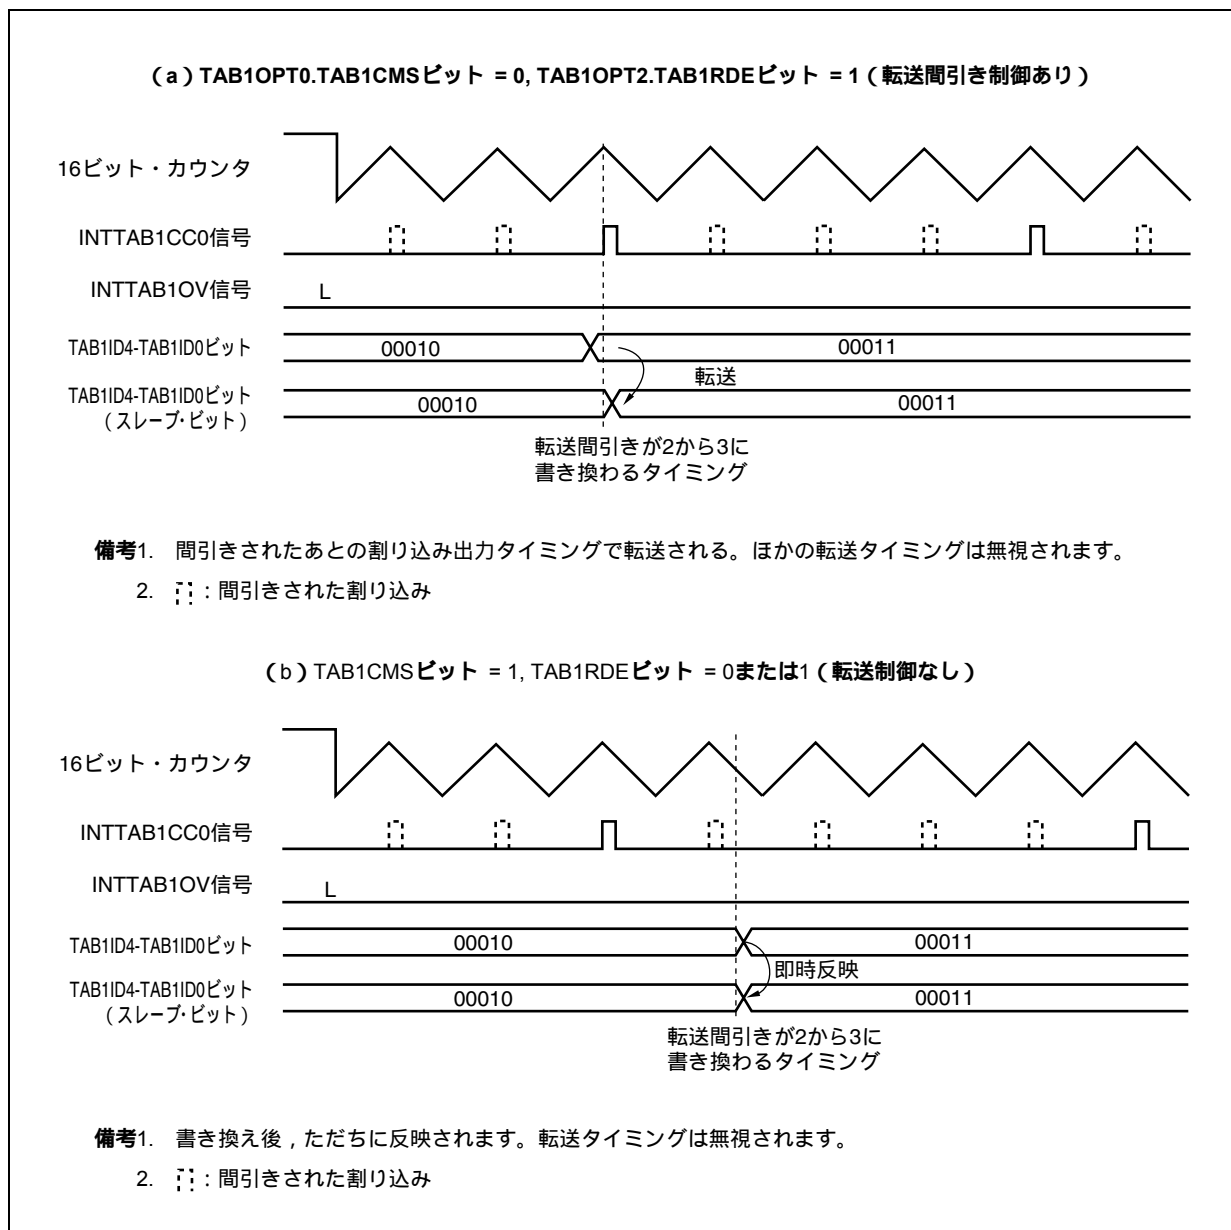 (a)TAB1OPT0.TAB1CMSビット = 0, TAB1OPT2.TAB1RDEビット = 1(転送間引き制御あり)
16ビット・カウンタ
INTTAB1CC0信号
INTTAB1OV信号 L
TAB1ID4-TAB1ID0ビット 00010 00011
転送
TAB1ID4-TAB1ID0ビット
(スレーブ・ビット) 00010 00011
転送間引きが2から3に
書き換わるタイミング
備考1. 間引きされたあとの割り込み出力タイミングで転送される。ほかの転送タイミングは無視されます。
2. :間引きされた割り込み
(b)TAB1CMSビット = 1, TAB1RDEビット = 0または1(転送制御なし)
16ビット・カウンタ
INTTAB1CC0信号
INTTAB1OV信号 L
TAB1ID4-TAB1ID0ビット 00010 00011
即時反映
TAB1ID4-TAB1ID0ビット
(スレーブ・ビット) 00010 00011
転送間引きが2から3に
書き換わるタイミング
備考1. 書き換え後,ただちに反映されます。転送タイミングは無視されます。
2. :間引きされた割り込み